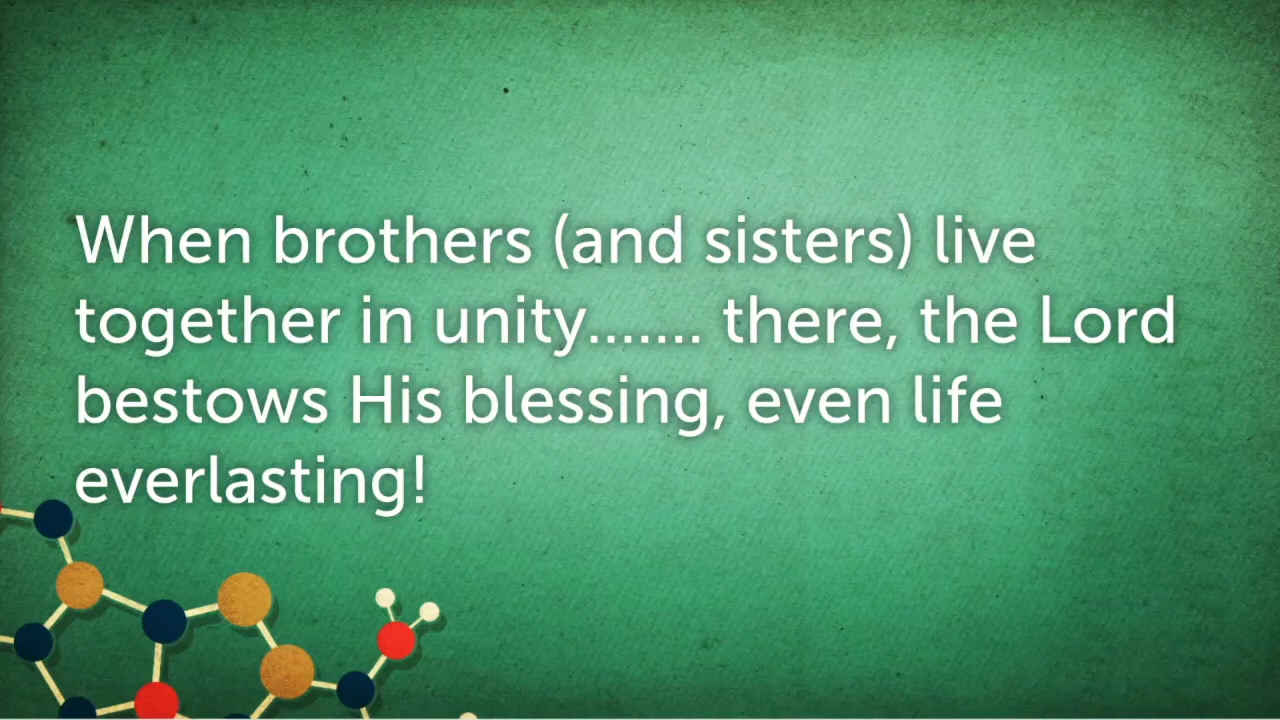 When brothers (and sisters) live
together in unity....... there, the Lord
bestows His blessing, even life
everlasting!